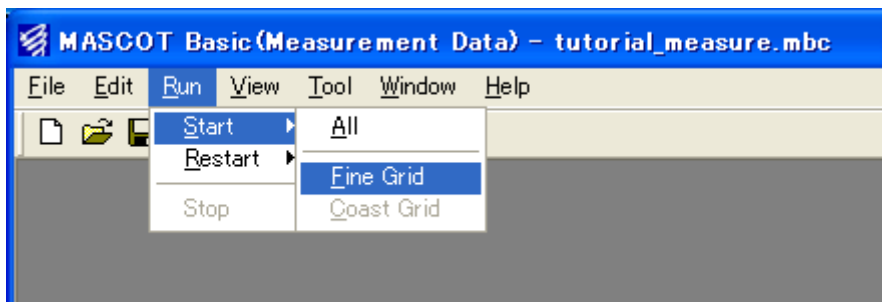 MASCOT Basic(Measurement Data) - tutorial_measure.mbc
File Edit Run View Tool Window Help
Start All
Restart
Fine Grid
Stop Coast Grid